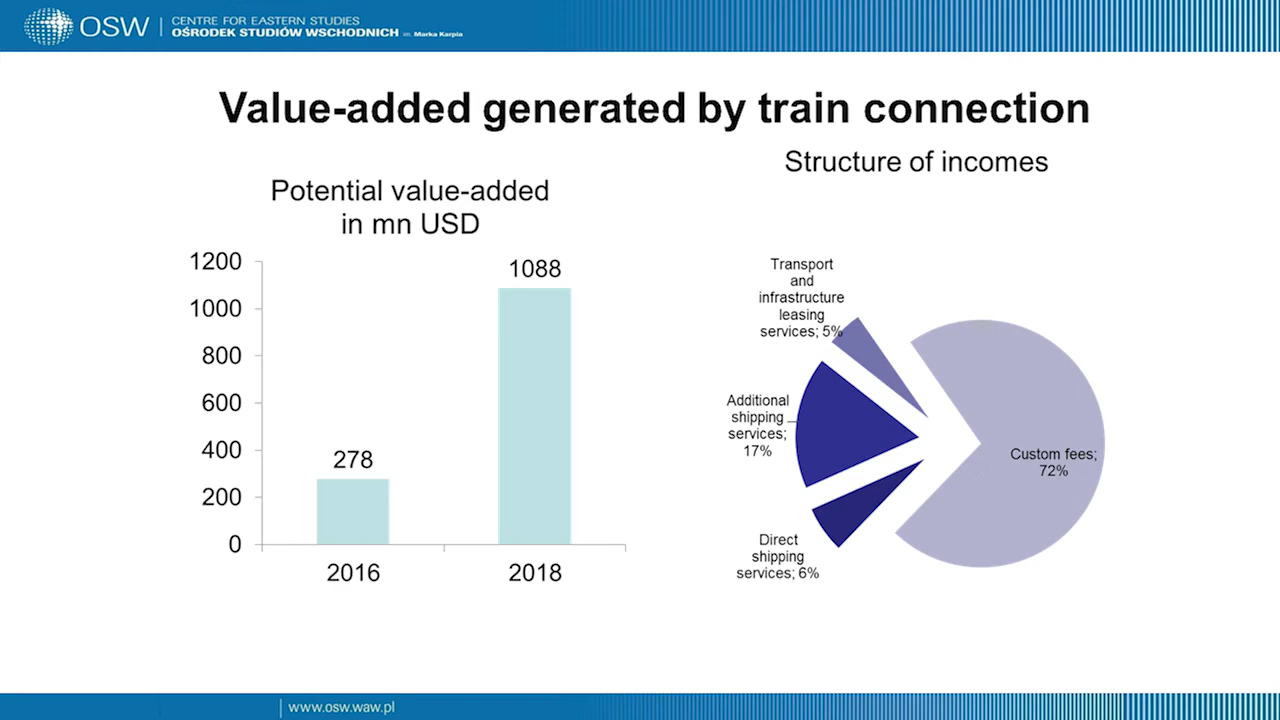 OSW
CENTRE FOR EASTERN STUDIES
OŚRODEK STUDIÓW WSCHODNICH im. Marka Karpia
Value-added generated by train connection
Potential value-added
in mn USD
1200
1000
800
600
400
200
0
278
1088
2016
2018
Structure of incomes
Transport
and
infrastructure
leasing
services; 5%
Additional
shipping
services;
17%
Direct
shipping
services; 6%
Custom fees;
72%
www.osw.waw.pl